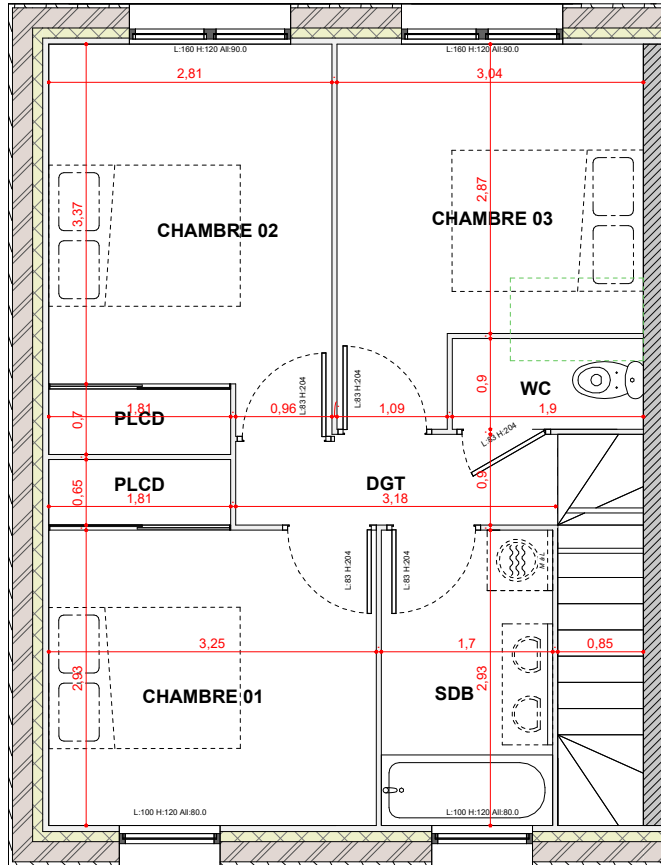 L:160 H:120 All:90.0
L:160 H:120 All:90.0
2,81
3,04
3,37
2,87
CHAMBRE 02
CHAMBRE 03
L:83 H:204
L:83 H:204
0,9
WC
1,81
0,96
1,09
1,9
PLCD
0,7
L:83 H:204
PLCD
DGT
0,65
0,9
1,81
3,18
L:83 H:204
L:83 H:204
M à L
3,25
1,7
0,85
2,93
2,93
CHAMBRE 01
SDB
L:100 H:120 All:80.0
L:100 H:120 All:80.0